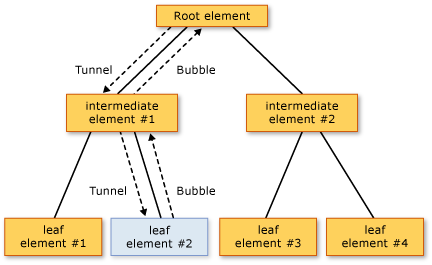 Root element
Tunnel
Bubble
intermediate
element #1
intermediate
element #2
Tunnel
Bubble
leaf
element #1
leaf
element #2
leaf
element #3
leaf
element #4